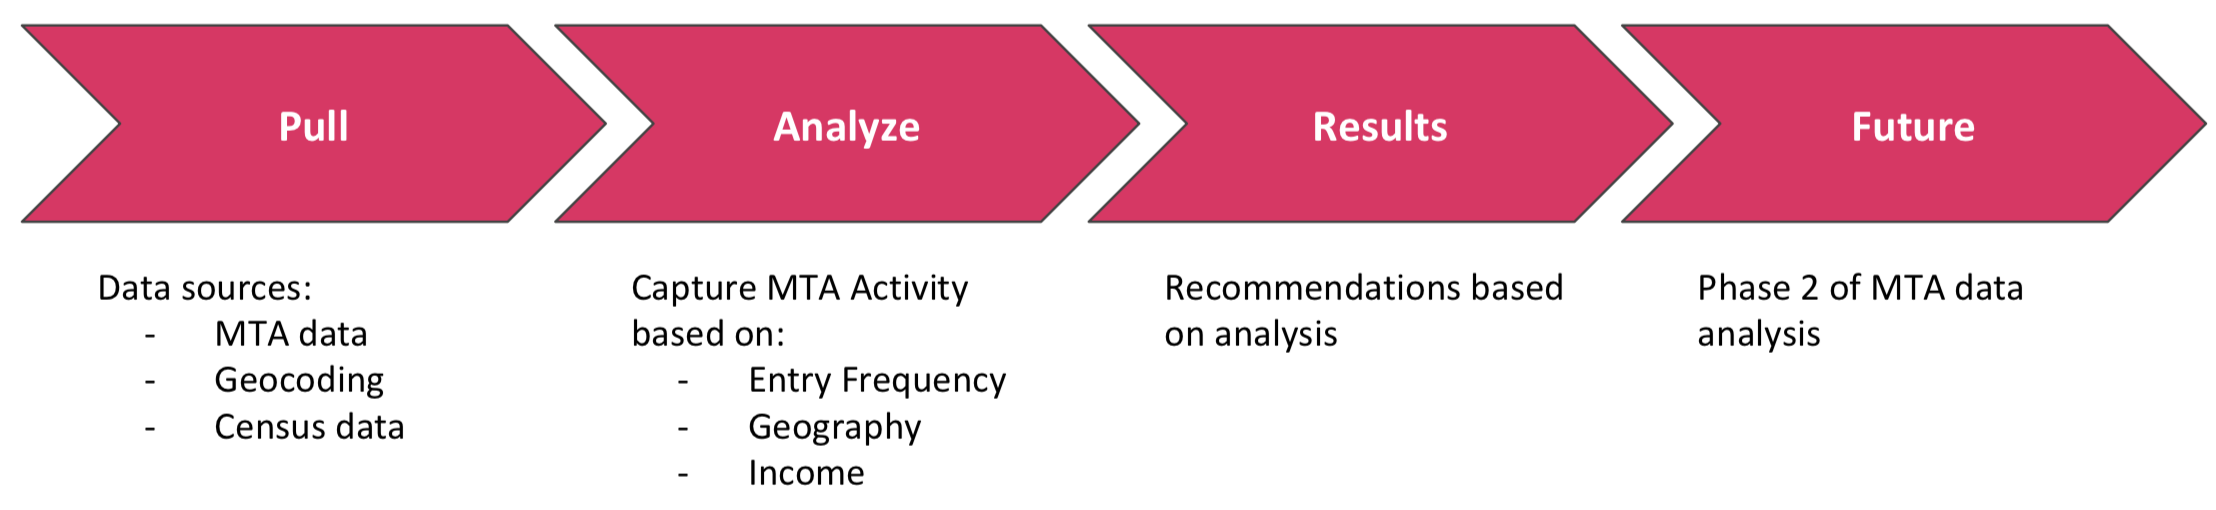 Pull
Analyze
Results
Future
Data sources:
- MTA data
- Geocoding
- Census data
Capture MTA Activity
based on:
- Entry Frequency
- Geography
- Income
Recommendations based
on analysis
Phase 2 of MTA data
analysis